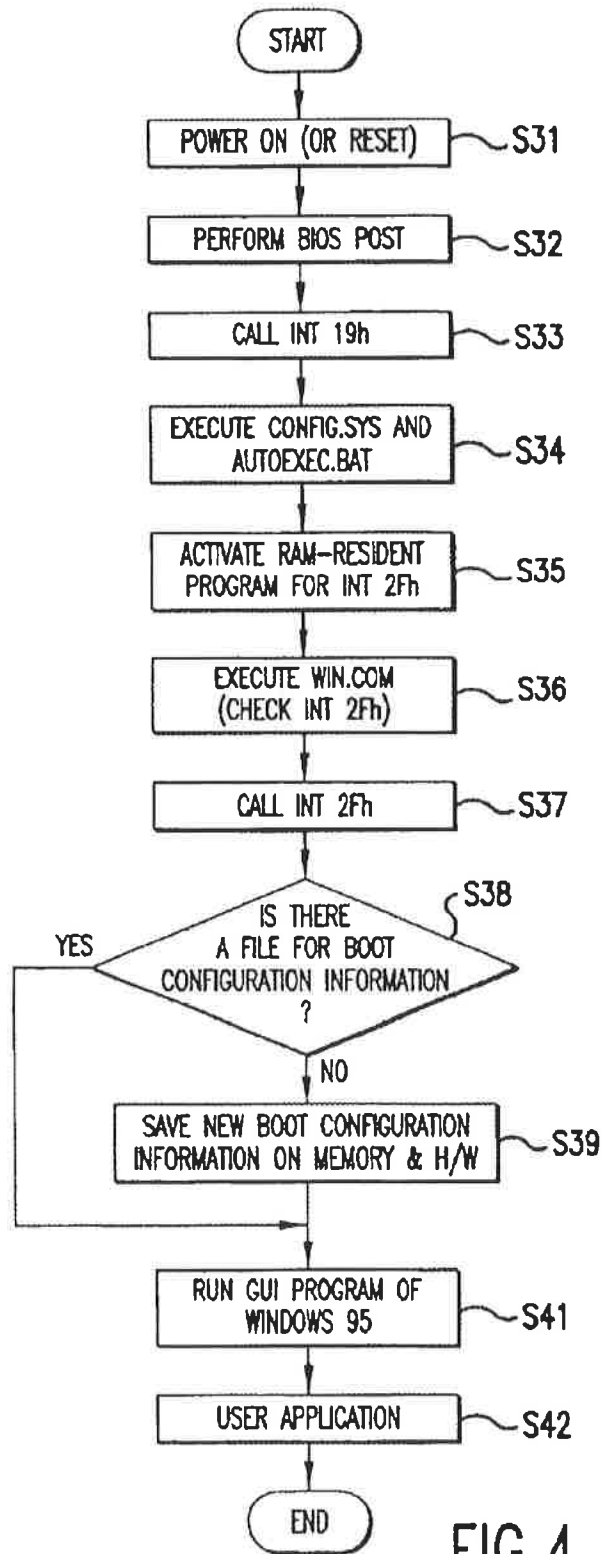 START
POWER ON (OR RESET)
S31
PERFORM BIOS POST
S32
CALL INT 19h
S33
EXECUTE CONFIG.SYS AND
AUTOEXEC.BAT
S34
ACTIVATE RAM-RESIDENT
PROGRAM FOR INT 2Fh
S35
EXECUTE WIN.COM
(CHECK INT 2Fh)
S36
CALL INT 2Fh
S37
S38
IS THERE
A FILE FOR BOOT
CONFIGURATION INFORMATION
?
YES
NO
SAVE NEW BOOT CONFIGURATION
INFORMATION ON MEMORY & H/W
S39
RUN GUI PROGRAM OF
WINDOWS 95
S41
USER APPLICATION
S42
END
FIG.4